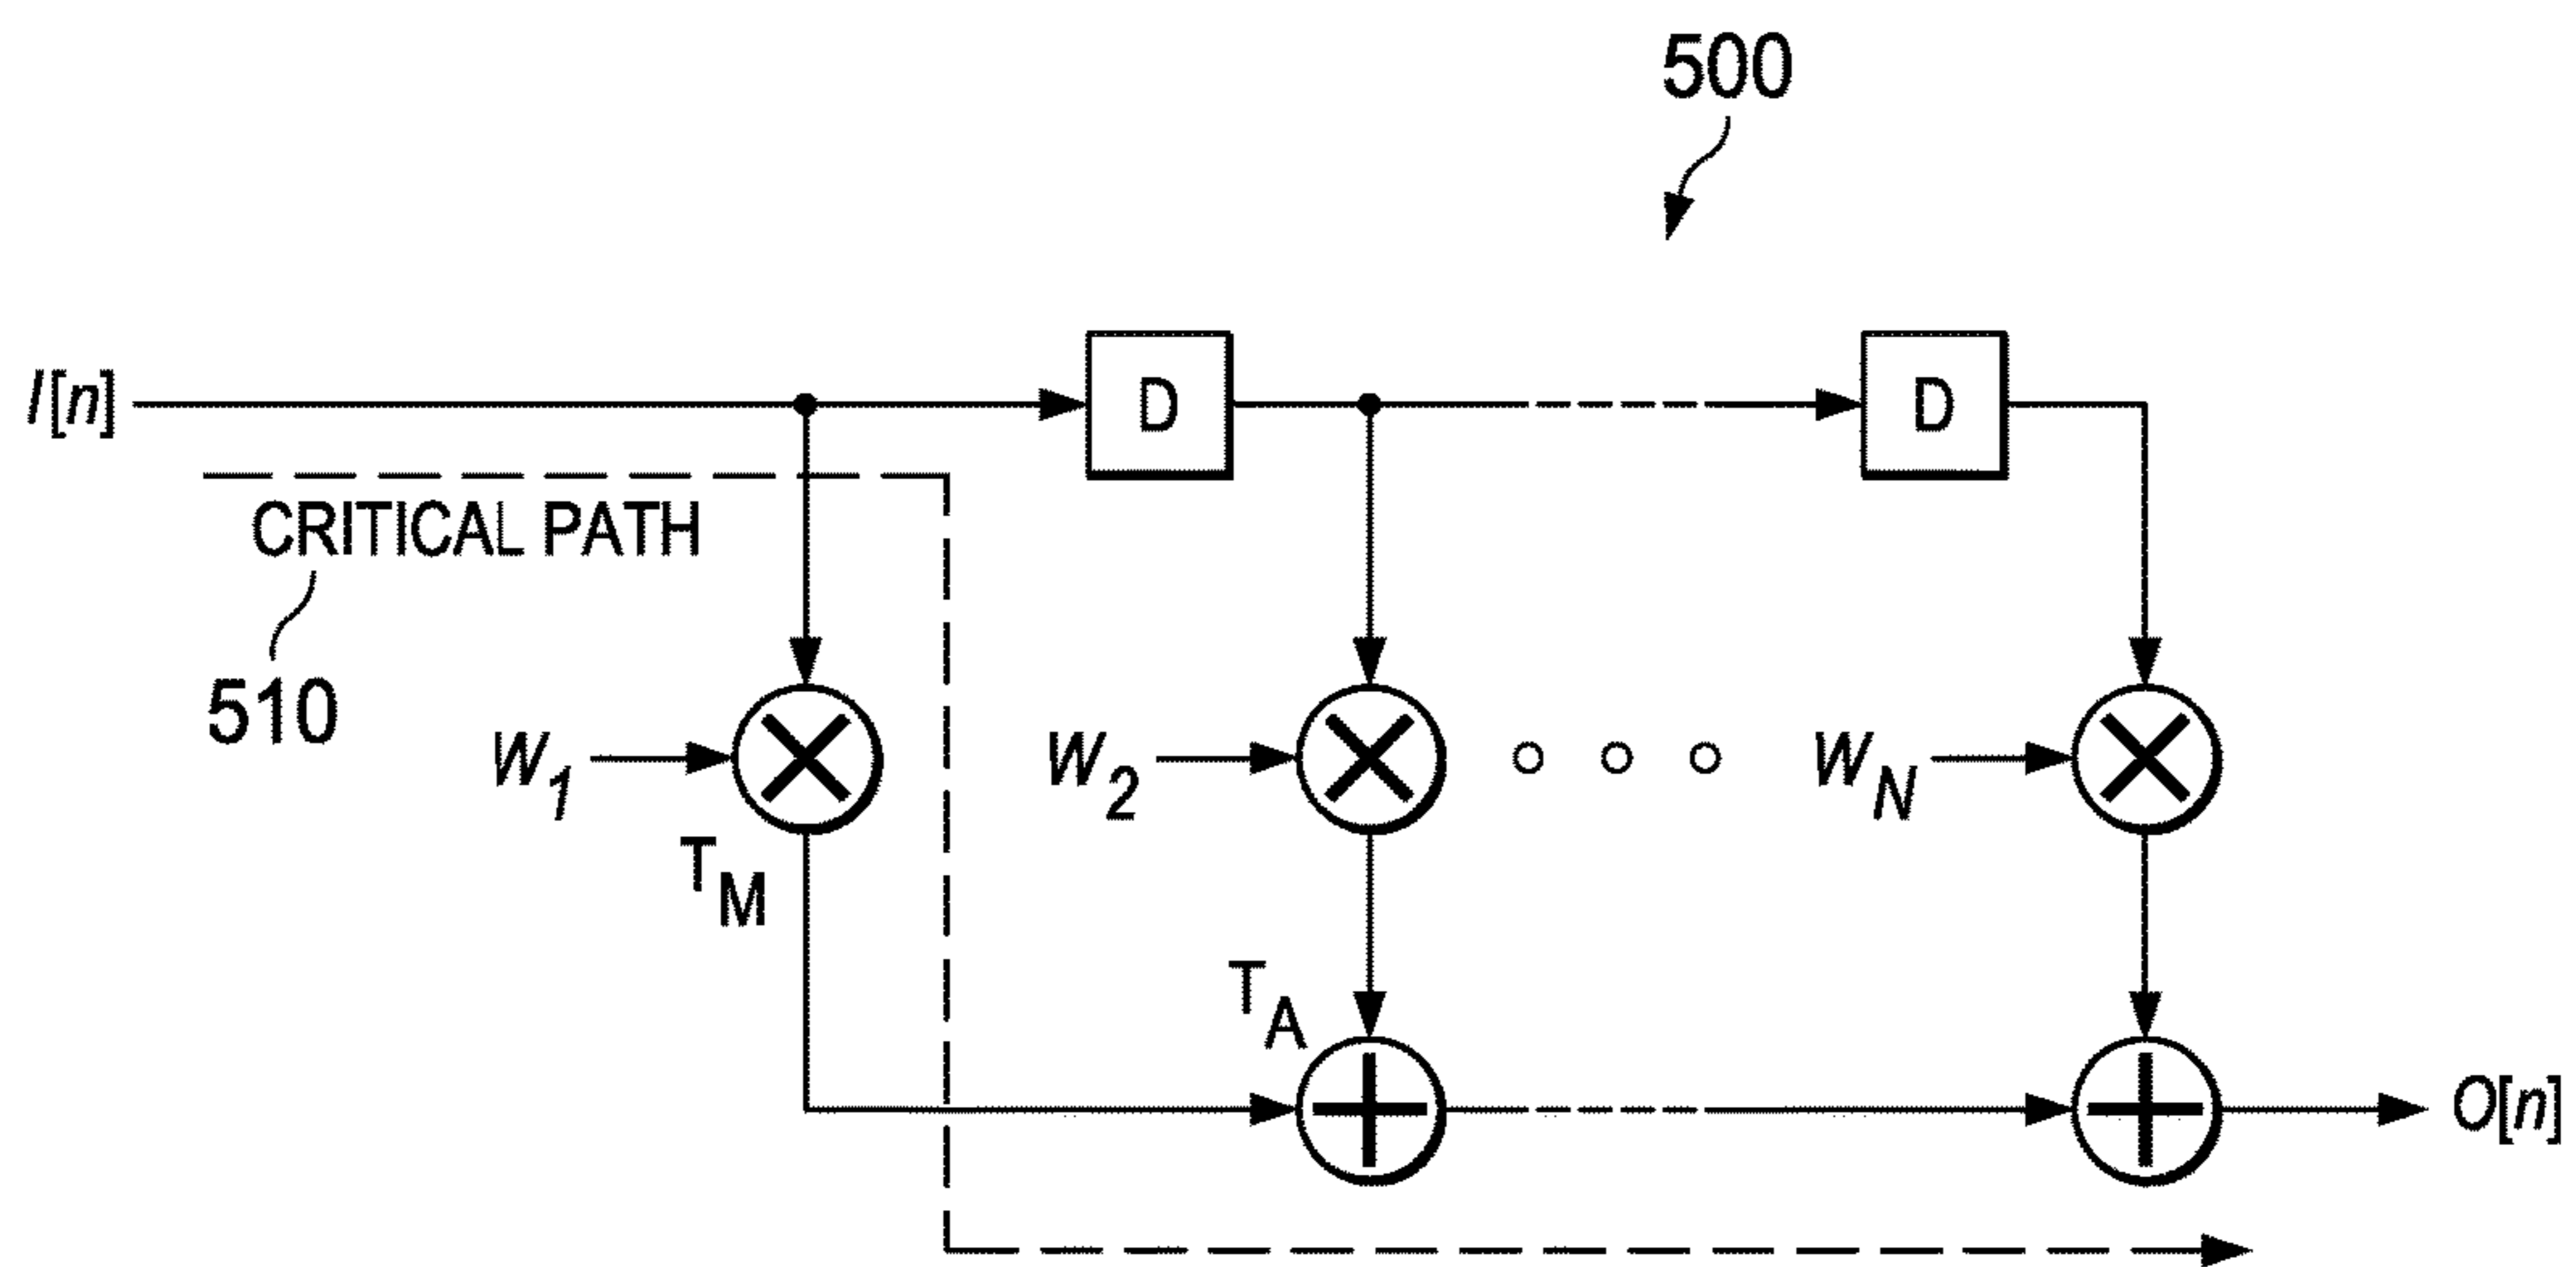 500
I[n]
D
D
CRITICAL PATH
510
W1
W2
WN
TM
TA
O[n]